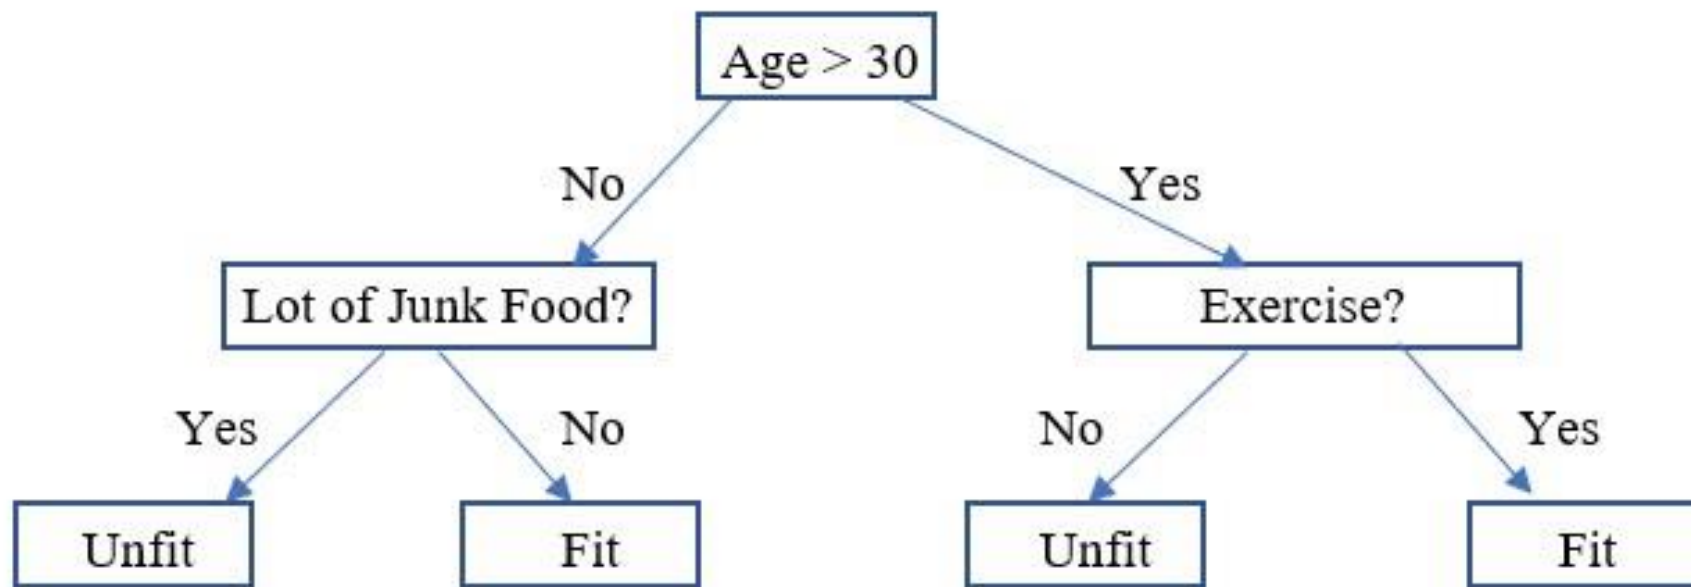 Age > 30
No
Yes
Lot of Junk Food?
Exercise?
Yes
No
No
Yes
Unfit
Fit
Unfit
Fit